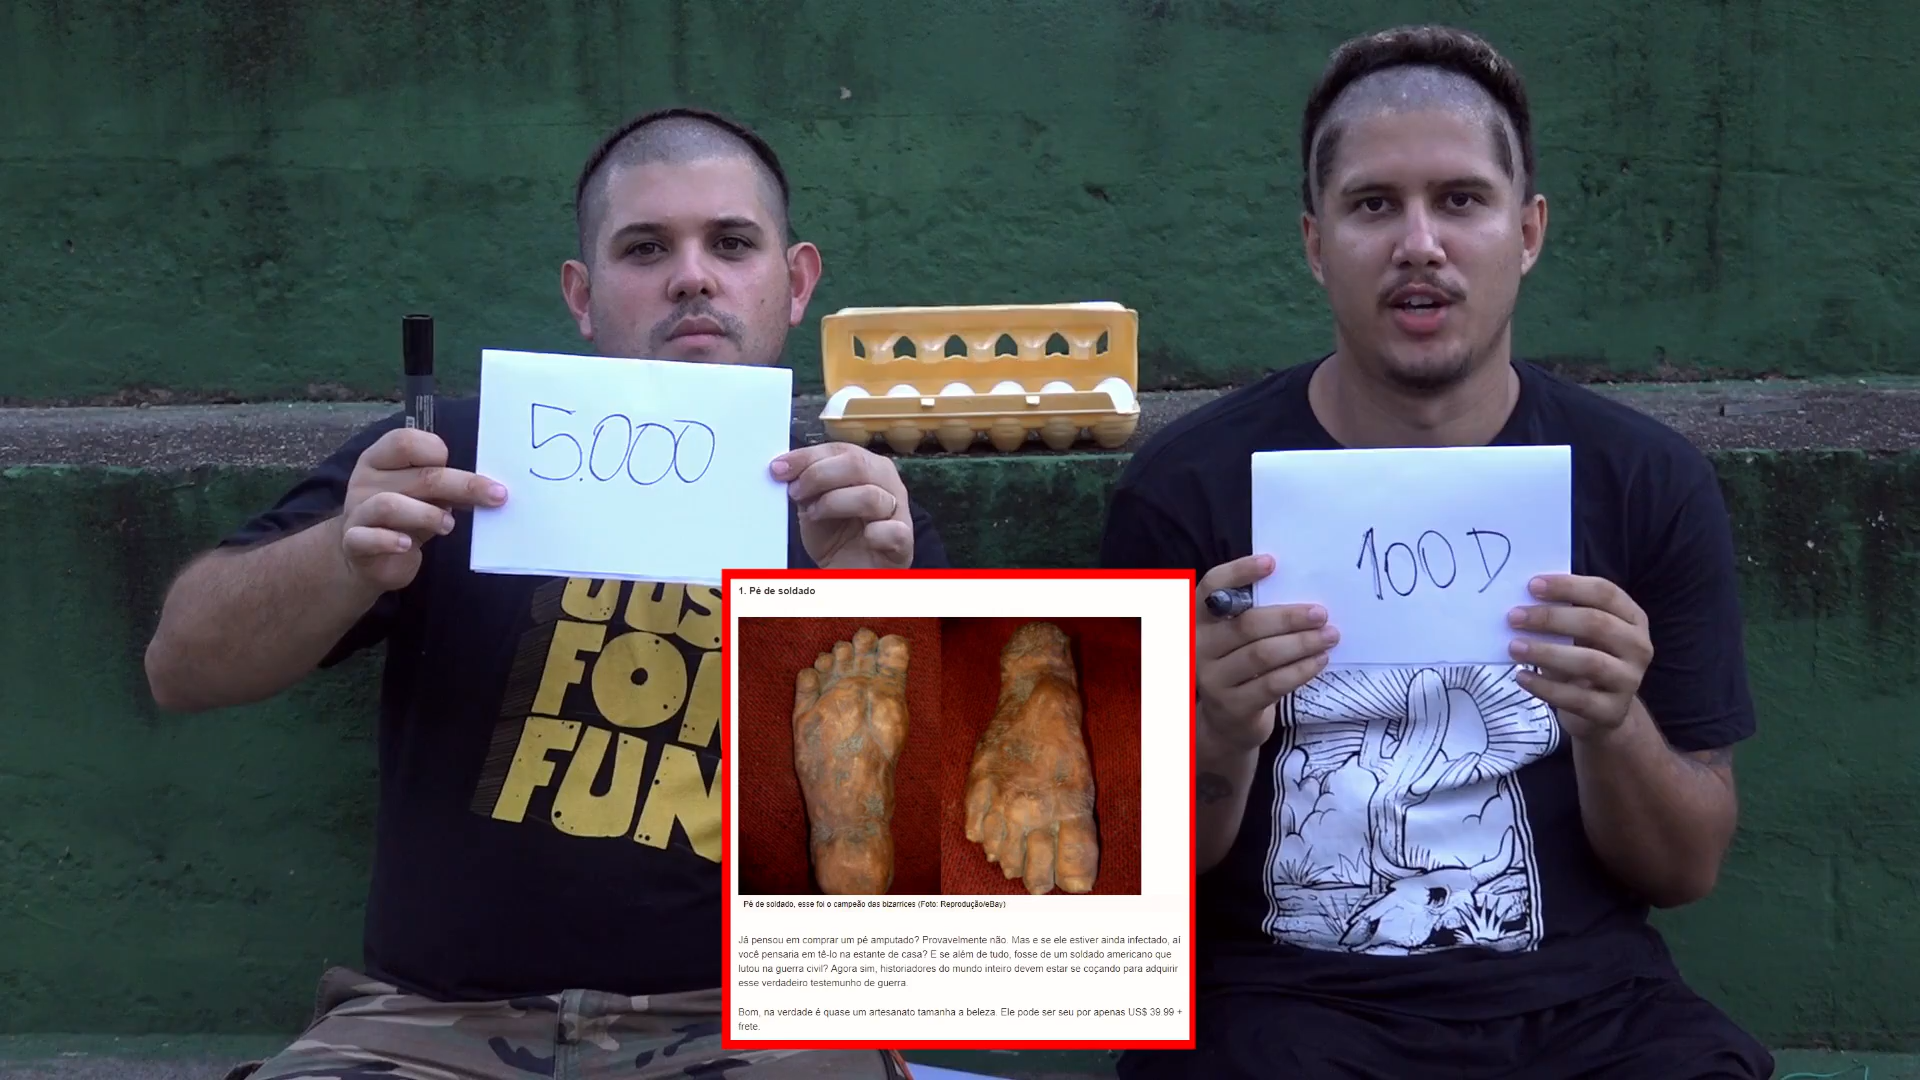 5.000
100 D
JUS
FOR
FUN
1. Pé de soldado
Pé de soldado, esse foi o campeão das bizarrices (Foto: Reprodução/eBay)
Já pensou em comprar um pé amputado? Provavelmente não. Mas e se ele estiver ainda infectado, aí
você pensaria em tê-lo na estante de casa? E se além de tudo, fosse de um soldado americano que
lutou na guerra civil? Agora sim, historiadores do mundo inteiro devem estar se coçando para adquirir
esse verdadeiro testemunho de guerra.
Bom, na verdade é quase um artesanato tamanha a beleza. Ele pode ser seu por apenas US$ 39.99 +
frete.